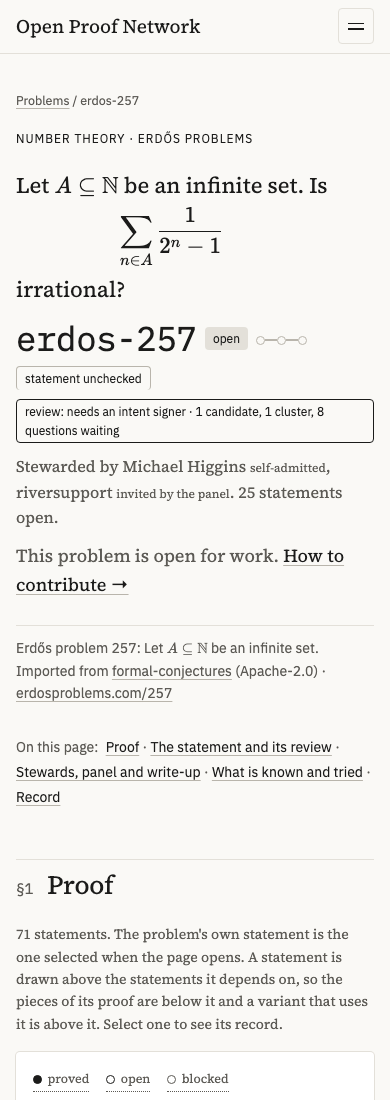 Open Proof Network
Problems / erdos-257
NUMBER THEORY · ERDŐS PROBLEMS
Let A ⊆ ℕ be an infinite set. Is
∑_{n∈A} 1/(2^n − 1)
irrational?
erdos-257 open
statement unchecked
review: needs an intent signer · 1 candidate, 1 cluster, 8
questions waiting
Stewarded by Michael Higgins self-admitted,
riversupport invited by the panel. 25 statements
open.
This problem is open for work. How to
contribute →
Erdős problem 257: Let A ⊆ ℕ be an infinite set.
Imported from formal-conjectures (Apache-2.0) ·
erdosproblems.com/257
On this page: Proof · The statement and its review ·
Stewards, panel and write-up · What is known and tried ·
Record
§1 Proof
71 statements. The problem's own statement is the
one selected when the page opens. A statement is
drawn above the statements it depends on, so the
pieces of its proof are below it and a variant that uses
it is above it. Select one to see its record.
proved open blocked